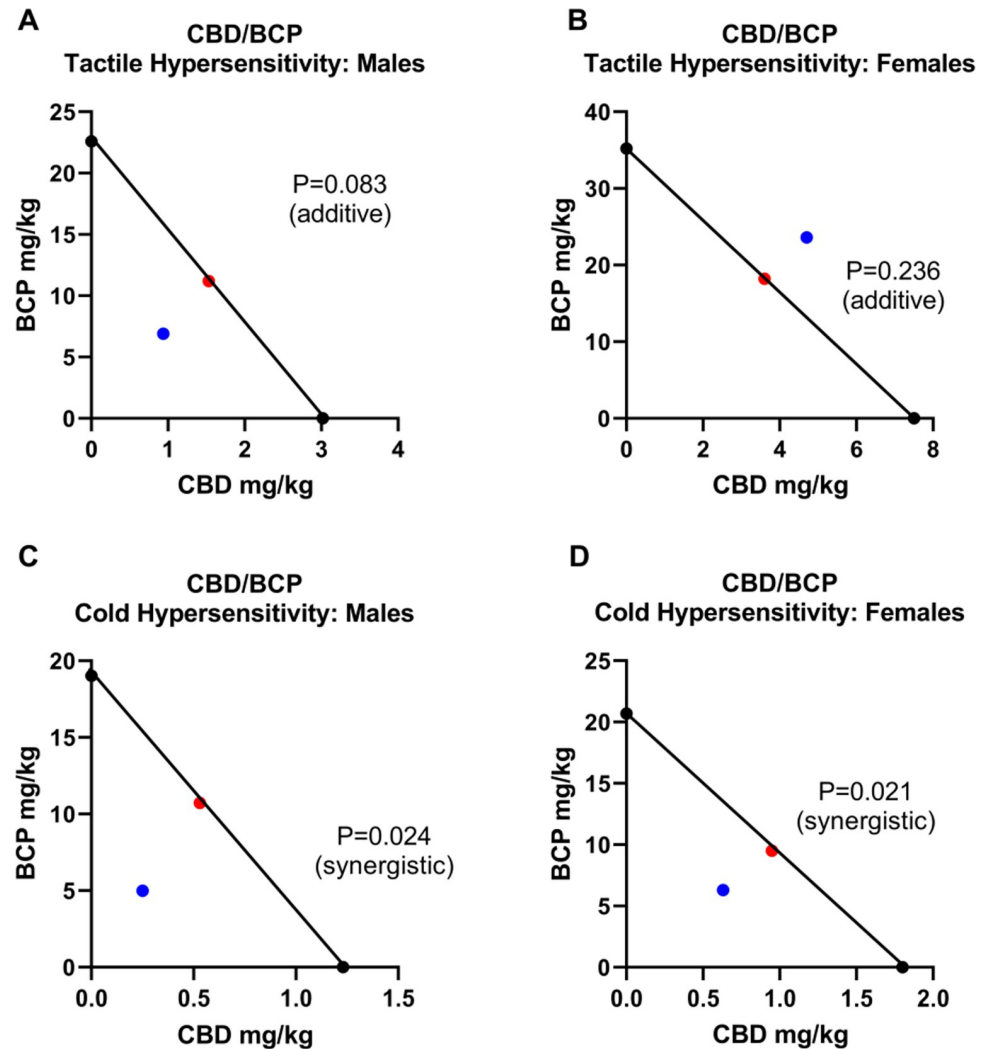 A
CBD/BCP
Tactile Hypersensitivity: Males
25
20
15
10
5
0
BCP mg/kg
P=0.083
(additive)
0 1 2 3 4
CBD mg/kg
B
CBD/BCP
Tactile Hypersensitivity: Females
40
30
20
10
0
BCP mg/kg
P=0.236
(additive)
0 2 4 6 8
CBD mg/kg
C
CBD/BCP
Cold Hypersensitivity: Males
20
15
10
5
0
BCP mg/kg
P=0.024
(synergistic)
0.0 0.5 1.0 1.5
CBD mg/kg
D
CBD/BCP
Cold Hypersensitivity: Females
25
20
15
10
5
0
BCP mg/kg
P=0.021
(synergistic)
0.0 0.5 1.0 1.5 2.0
CBD mg/kg